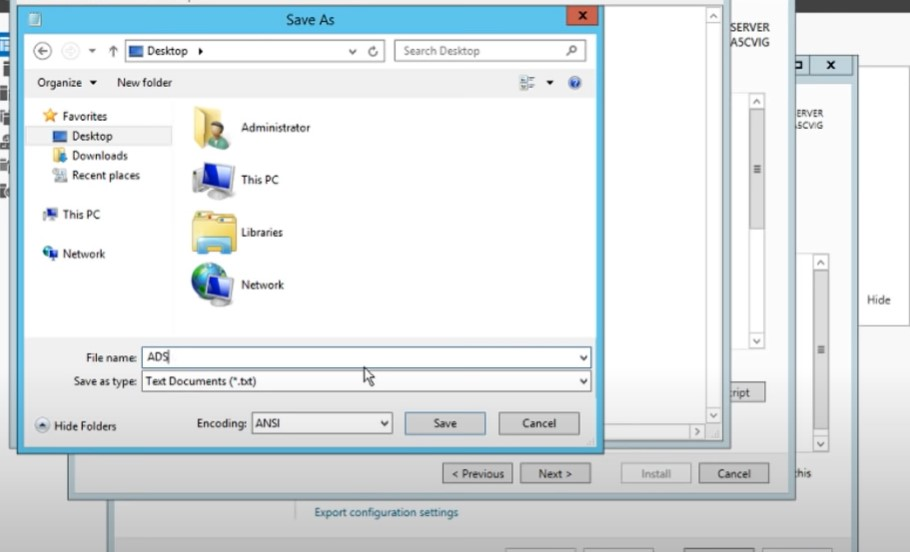 Save As
SERVER
ASCVIG
Desktop
Search Desktop
Organize
New folder
Favorites
Desktop
Downloads
Recent places
This PC
Network
Administrator
This PC
Libraries
Network
ERVER
ASCVIG
Hide
File name: ADS
Save as type: Text Documents (*.txt)
ript
Hide Folders
Encoding: ANSI
Save
Cancel
< Previous
Next >
Install
Cancel
this
Export configuration settings